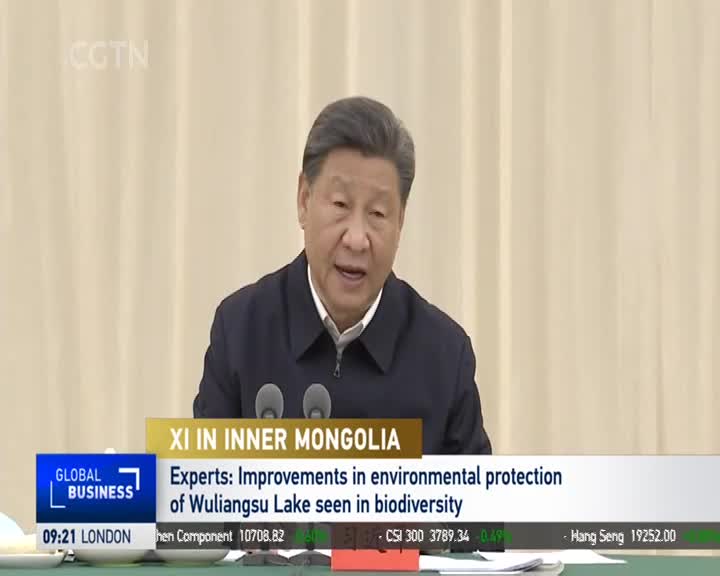 CGTN
XI IN INNER MONGOLIA
GLOBAL
BUSINESS
Experts: Improvements in environmental protection
of Wuliangsu Lake seen in biodiversity
09:21 LONDON
Component 10708.82 · CSI 300 3789.34 -0.49% · Hang Seng 19252.00